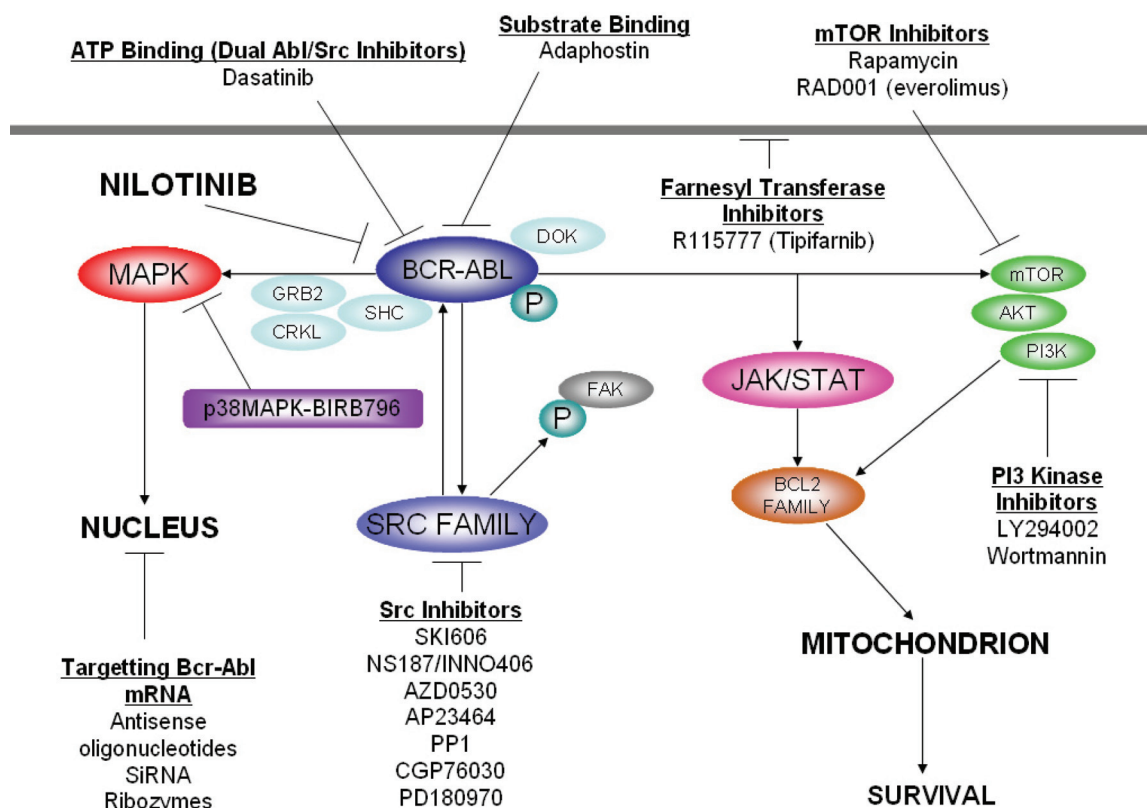 ATP Binding (Dual Abl/Src Inhibitors)
Dasatinib
Substrate Binding
Adaphostin
mTOR Inhibitors
Rapamycin
RAD001 (everolimus)
NILOTINIB
Farnesyl Transferase
Inhibitors
R115777 (Tipifarnib)
DOK
MAPK
BCR-ABL
P
GRB2
SHC
CRKL
mTOR
AKT
PI3K
JAK/STAT
p38MAPK-BIRB796
FAK
P
BCL2
FAMILY
PI3 Kinase
Inhibitors
LY294002
Wortmannin
NUCLEUS
SRC FAMILY
Src Inhibitors
SKI606
NS187/INNO406
AZD0530
AP23464
PP1
CGP76030
PD180970
Targetting Bcr-Abl
mRNA
Antisense
oligonucleotides
SiRNA
Ribozymes
MITOCHONDRION
SURVIVAL